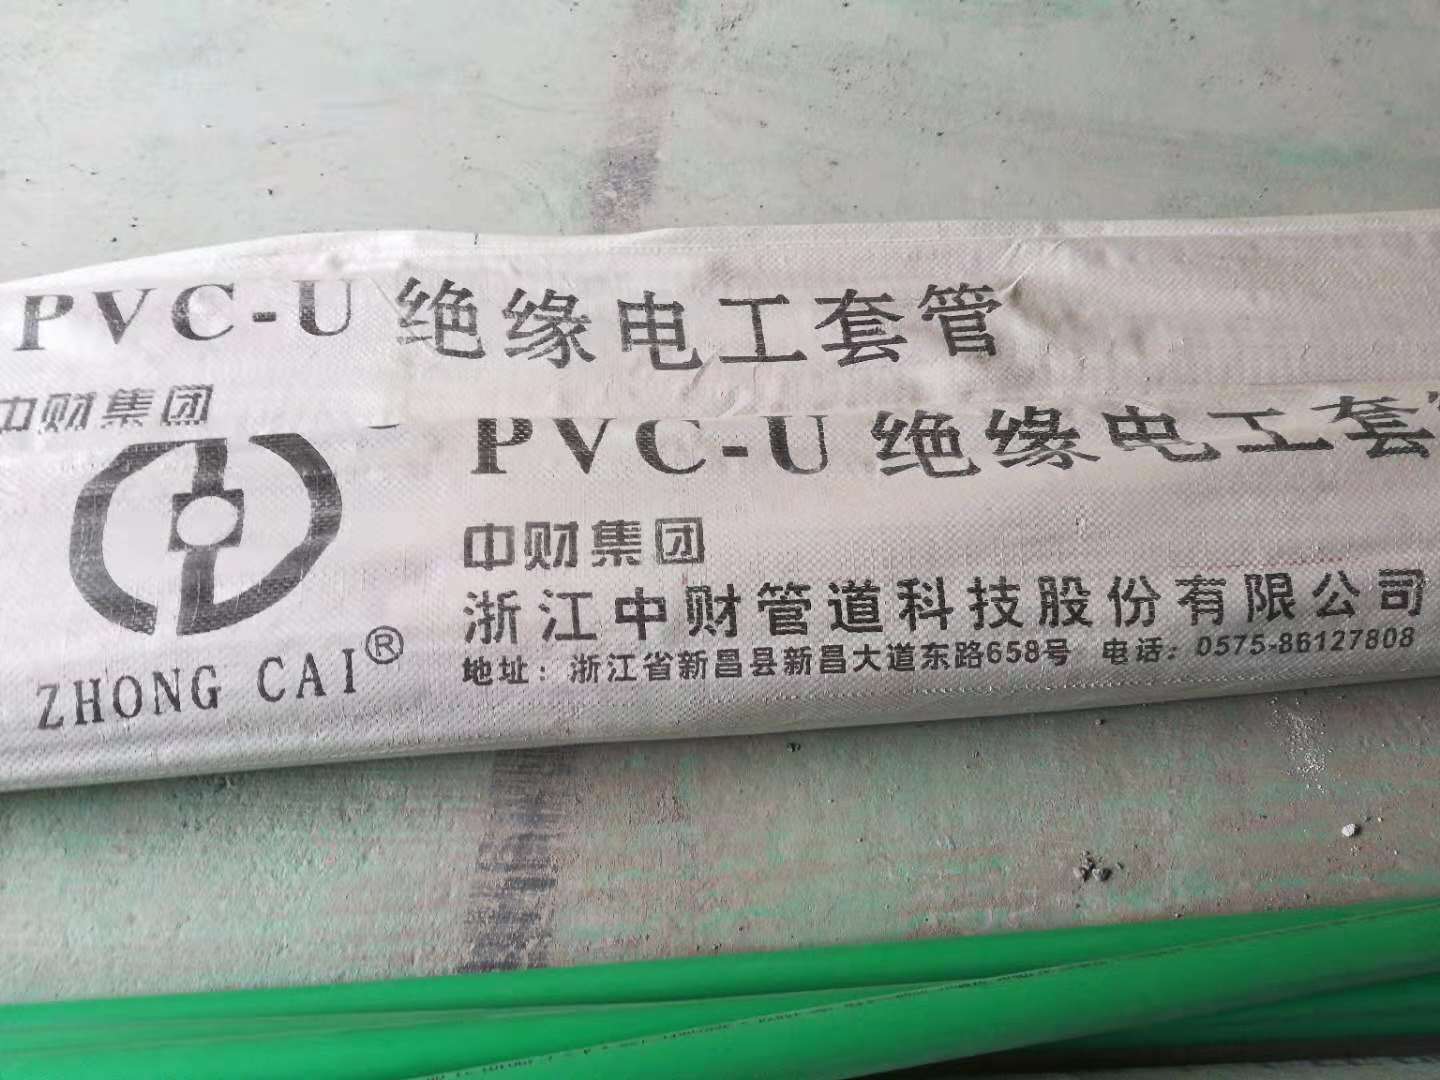 PVC-U 绝缘电工套管
中财集团
PVC-U 绝缘电工套
中财集团
浙江中财管道科技股份有限公司
地址：浙江省新昌县新昌大道东路658号 电话：0575-86127808
ZHONG CAI®